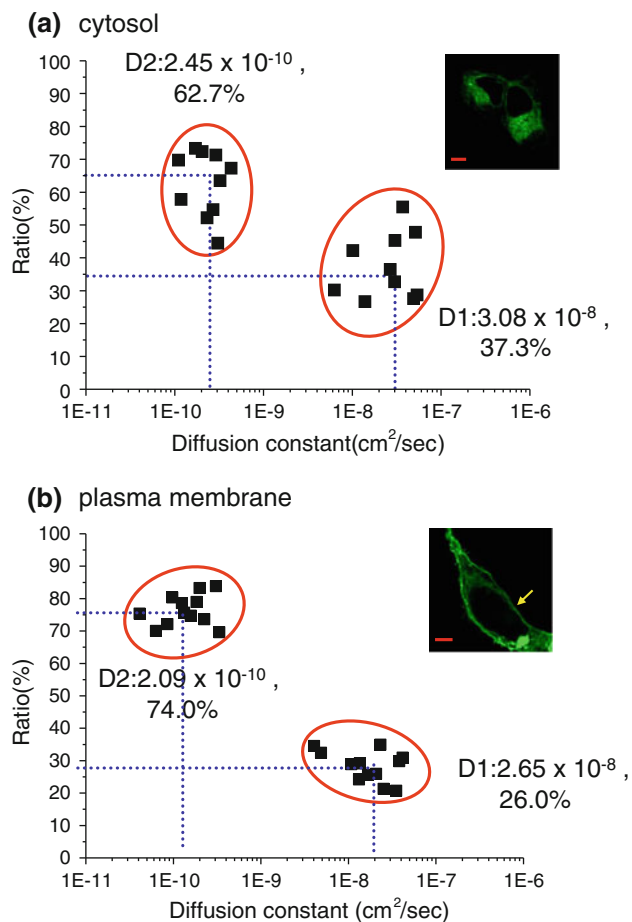 (a) cytosol
D2:2.45 x 10⁻¹⁰ ,
62.7%
100
90
80
70
60
50
40
30
20
10
0
Ratio(%)
D1:3.08 x 10⁻⁸ ,
37.3%
1E-11 1E-10 1E-9 1E-8 1E-7 1E-6
Diffusion constant(cm²/sec)
(b) plasma membrane
100
90
80
70
60
50
40
30
20
10
0
Ratio(%)
D2:2.09 x 10⁻¹⁰ ,
74.0%
D1:2.65 x 10⁻⁸ ,
26.0%
1E-11 1E-10 1E-9 1E-8 1E-7 1E-6
Diffusion constant (cm²/sec)